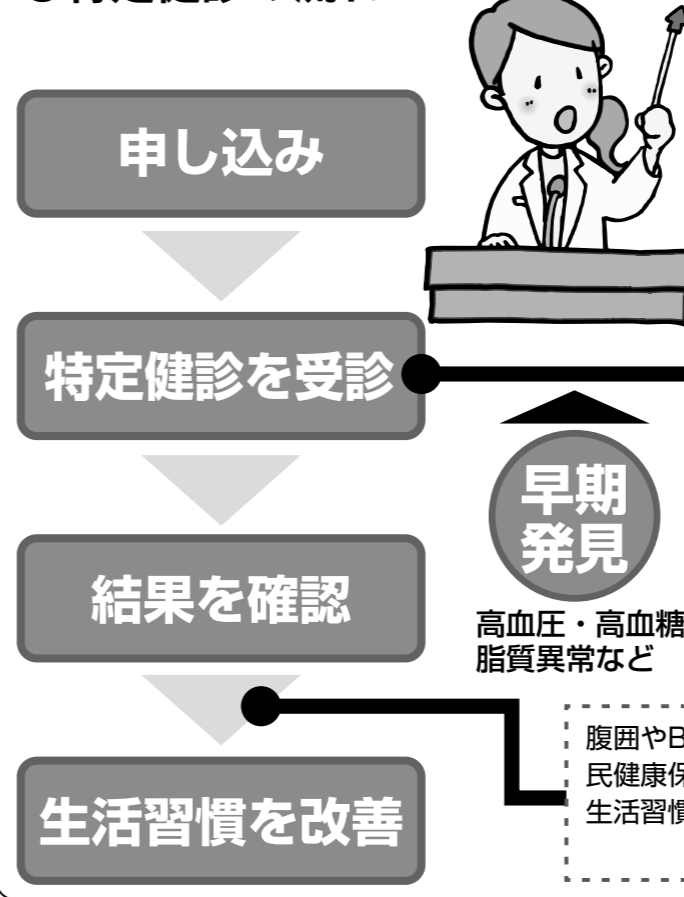 申し込み
特定健診を受診
早期
発見
高血圧・高血糖
脂質異常など
結果を確認
腹囲やB
民健康保
生活習慣
生活習慣を改善